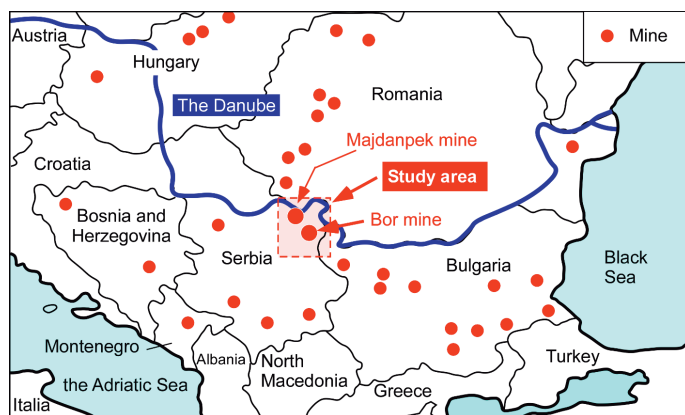 Austria
Mine
Hungary
The Danube
Romania
Majdanpek mine
Croatia
Study area
Bosnia and
Herzegovina
Bor mine
Serbia
Bulgaria
Black
Sea
Montenegro
Albania
North
Macedonia
Turkey
the Adriatic Sea
Greece
Italia